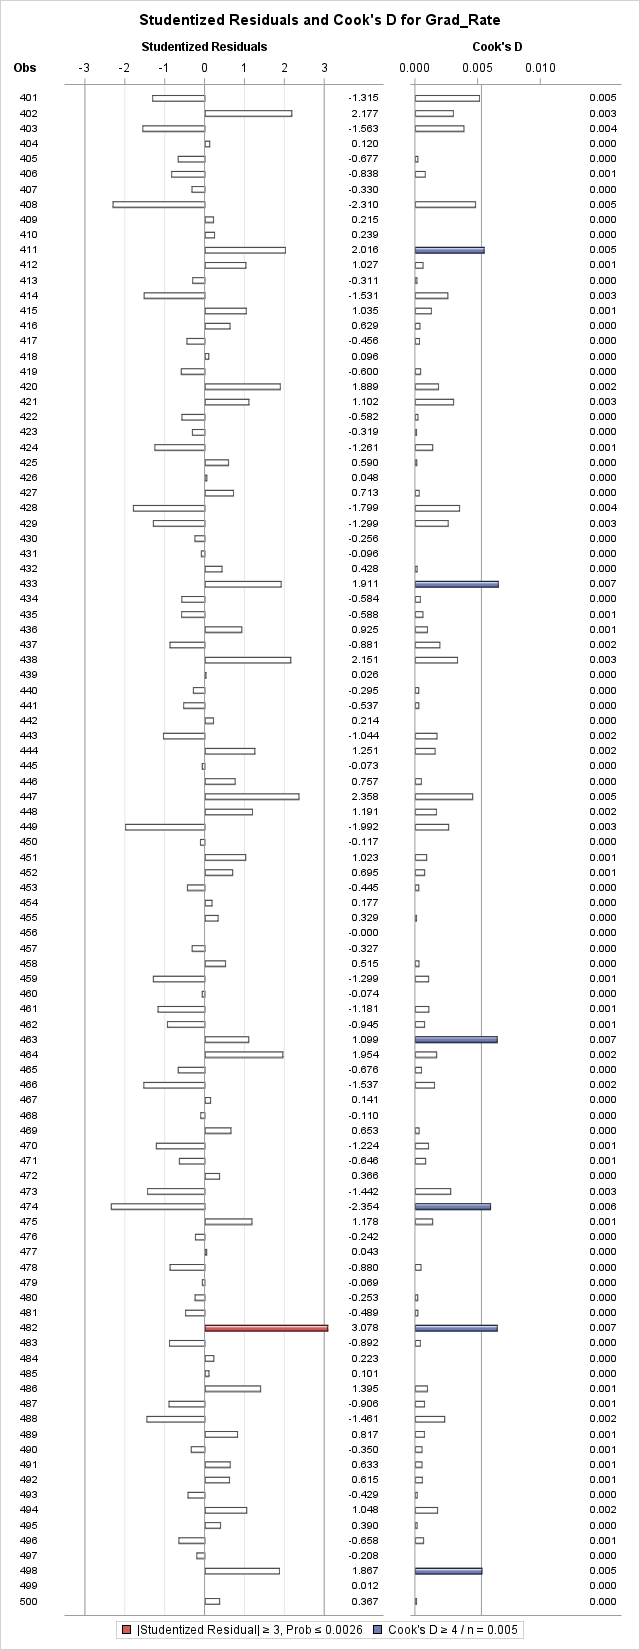 Studentized Residuals and Cook's D for Grad_Rate
Studentized Residuals Cook's D
Obs -3 -2 -1 0 1 2 3 0.000 0.005 0.010
401 -1.315 0.005
402 2.177 0.003
403 -1.563 0.004
404 0.120 0.000
405 -0.677 0.000
406 -0.838 0.001
407 -0.330 0.000
408 -2.310 0.005
409 0.215 0.000
410 0.239 0.000
411 2.016 0.005
412 1.027 0.001
413 -0.311 0.000
414 -1.531 0.003
415 1.035 0.001
416 0.629 0.000
417 -0.456 0.000
418 0.096 0.000
419 -0.600 0.000
420 1.889 0.002
421 1.102 0.003
422 -0.582 0.000
423 -0.319 0.000
424 -1.261 0.001
425 0.590 0.000
426 0.048 0.000
427 0.713 0.000
428 -1.799 0.004
429 -1.299 0.003
430 -0.256 0.000
431 -0.096 0.000
432 0.428 0.000
433 1.911 0.007
434 -0.584 0.000
435 -0.588 0.001
436 0.925 0.001
437 -0.881 0.002
438 2.151 0.003
439 0.026 0.000
440 -0.295 0.000
441 -0.537 0.000
442 0.214 0.000
443 -1.044 0.002
444 1.251 0.002
445 -0.073 0.000
446 0.757 0.000
447 2.358 0.005
448 1.191 0.002
449 -1.992 0.003
450 -0.117 0.000
451 1.023 0.001
452 0.695 0.001
453 -0.445 0.000
454 0.177 0.000
455 0.329 0.000
456 -0.000 0.000
457 -0.327 0.000
458 0.515 0.000
459 -1.299 0.001
460 -0.074 0.000
461 -1.181 0.001
462 -0.945 0.001
463 1.099 0.007
464 1.954 0.002
465 -0.676 0.000
466 -1.537 0.002
467 0.141 0.000
468 -0.110 0.000
469 0.653 0.000
470 -1.224 0.001
471 -0.646 0.001
472 0.366 0.000
473 -1.442 0.003
474 -2.354 0.006
475 1.178 0.001
476 -0.242 0.000
477 0.043 0.000
478 -0.880 0.000
479 -0.069 0.000
480 -0.253 0.000
481 -0.489 0.000
482 3.078 0.007
483 -0.892 0.000
484 0.223 0.000
485 0.101 0.000
486 1.395 0.001
487 -0.906 0.001
488 -1.461 0.002
489 0.817 0.001
490 -0.350 0.001
491 0.633 0.001
492 0.615 0.001
493 -0.429 0.000
494 1.048 0.002
495 0.390 0.000
496 -0.658 0.001
497 -0.208 0.000
498 1.867 0.005
499 0.012 0.000
500 0.367 0.000
|Studentized Residual| ≥ 3, Prob ≤ 0.0026 Cook's D ≥ 4 / n = 0.005